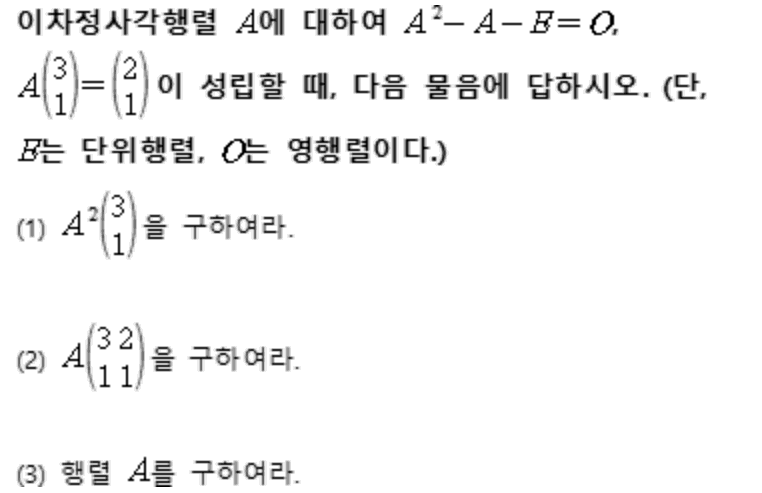 이차정사각행렬 A에 대하여 A²− A − E = O,
A(3 1) = (2 1) 이 성립할 때, 다음 물음에 답하시오. (단,
E는 단위행렬, O는 영행렬이다.)
(1) A²(3 1)을 구하여라.
(2) A(3 2 1 1)을 구하여라.
(3) 행렬 A를 구하여라.